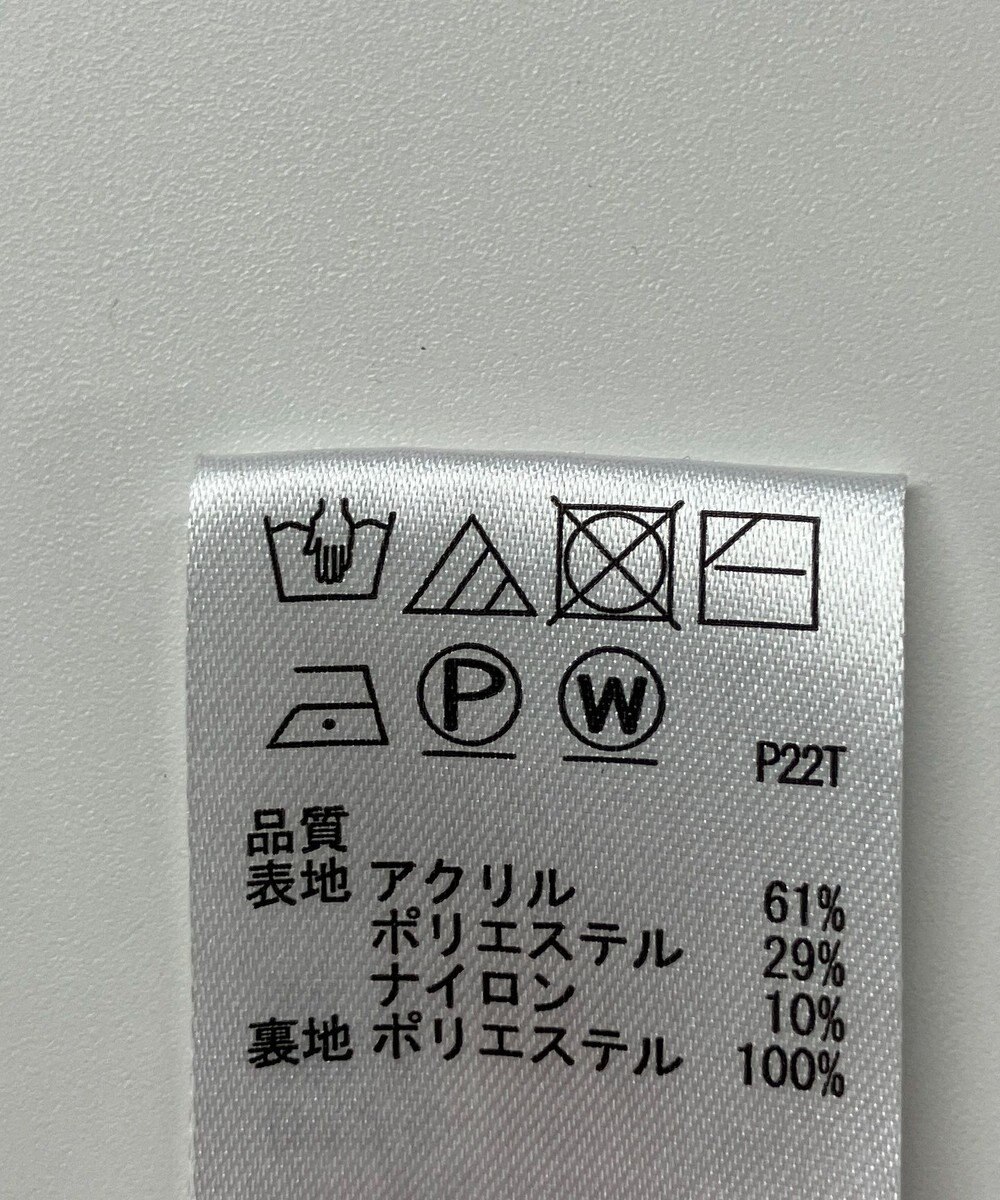 P W
P22T
品質
表地 アクリル 61%
ポリエステル 29%
ナイロン 10%
裏地 ポリエステル 100%